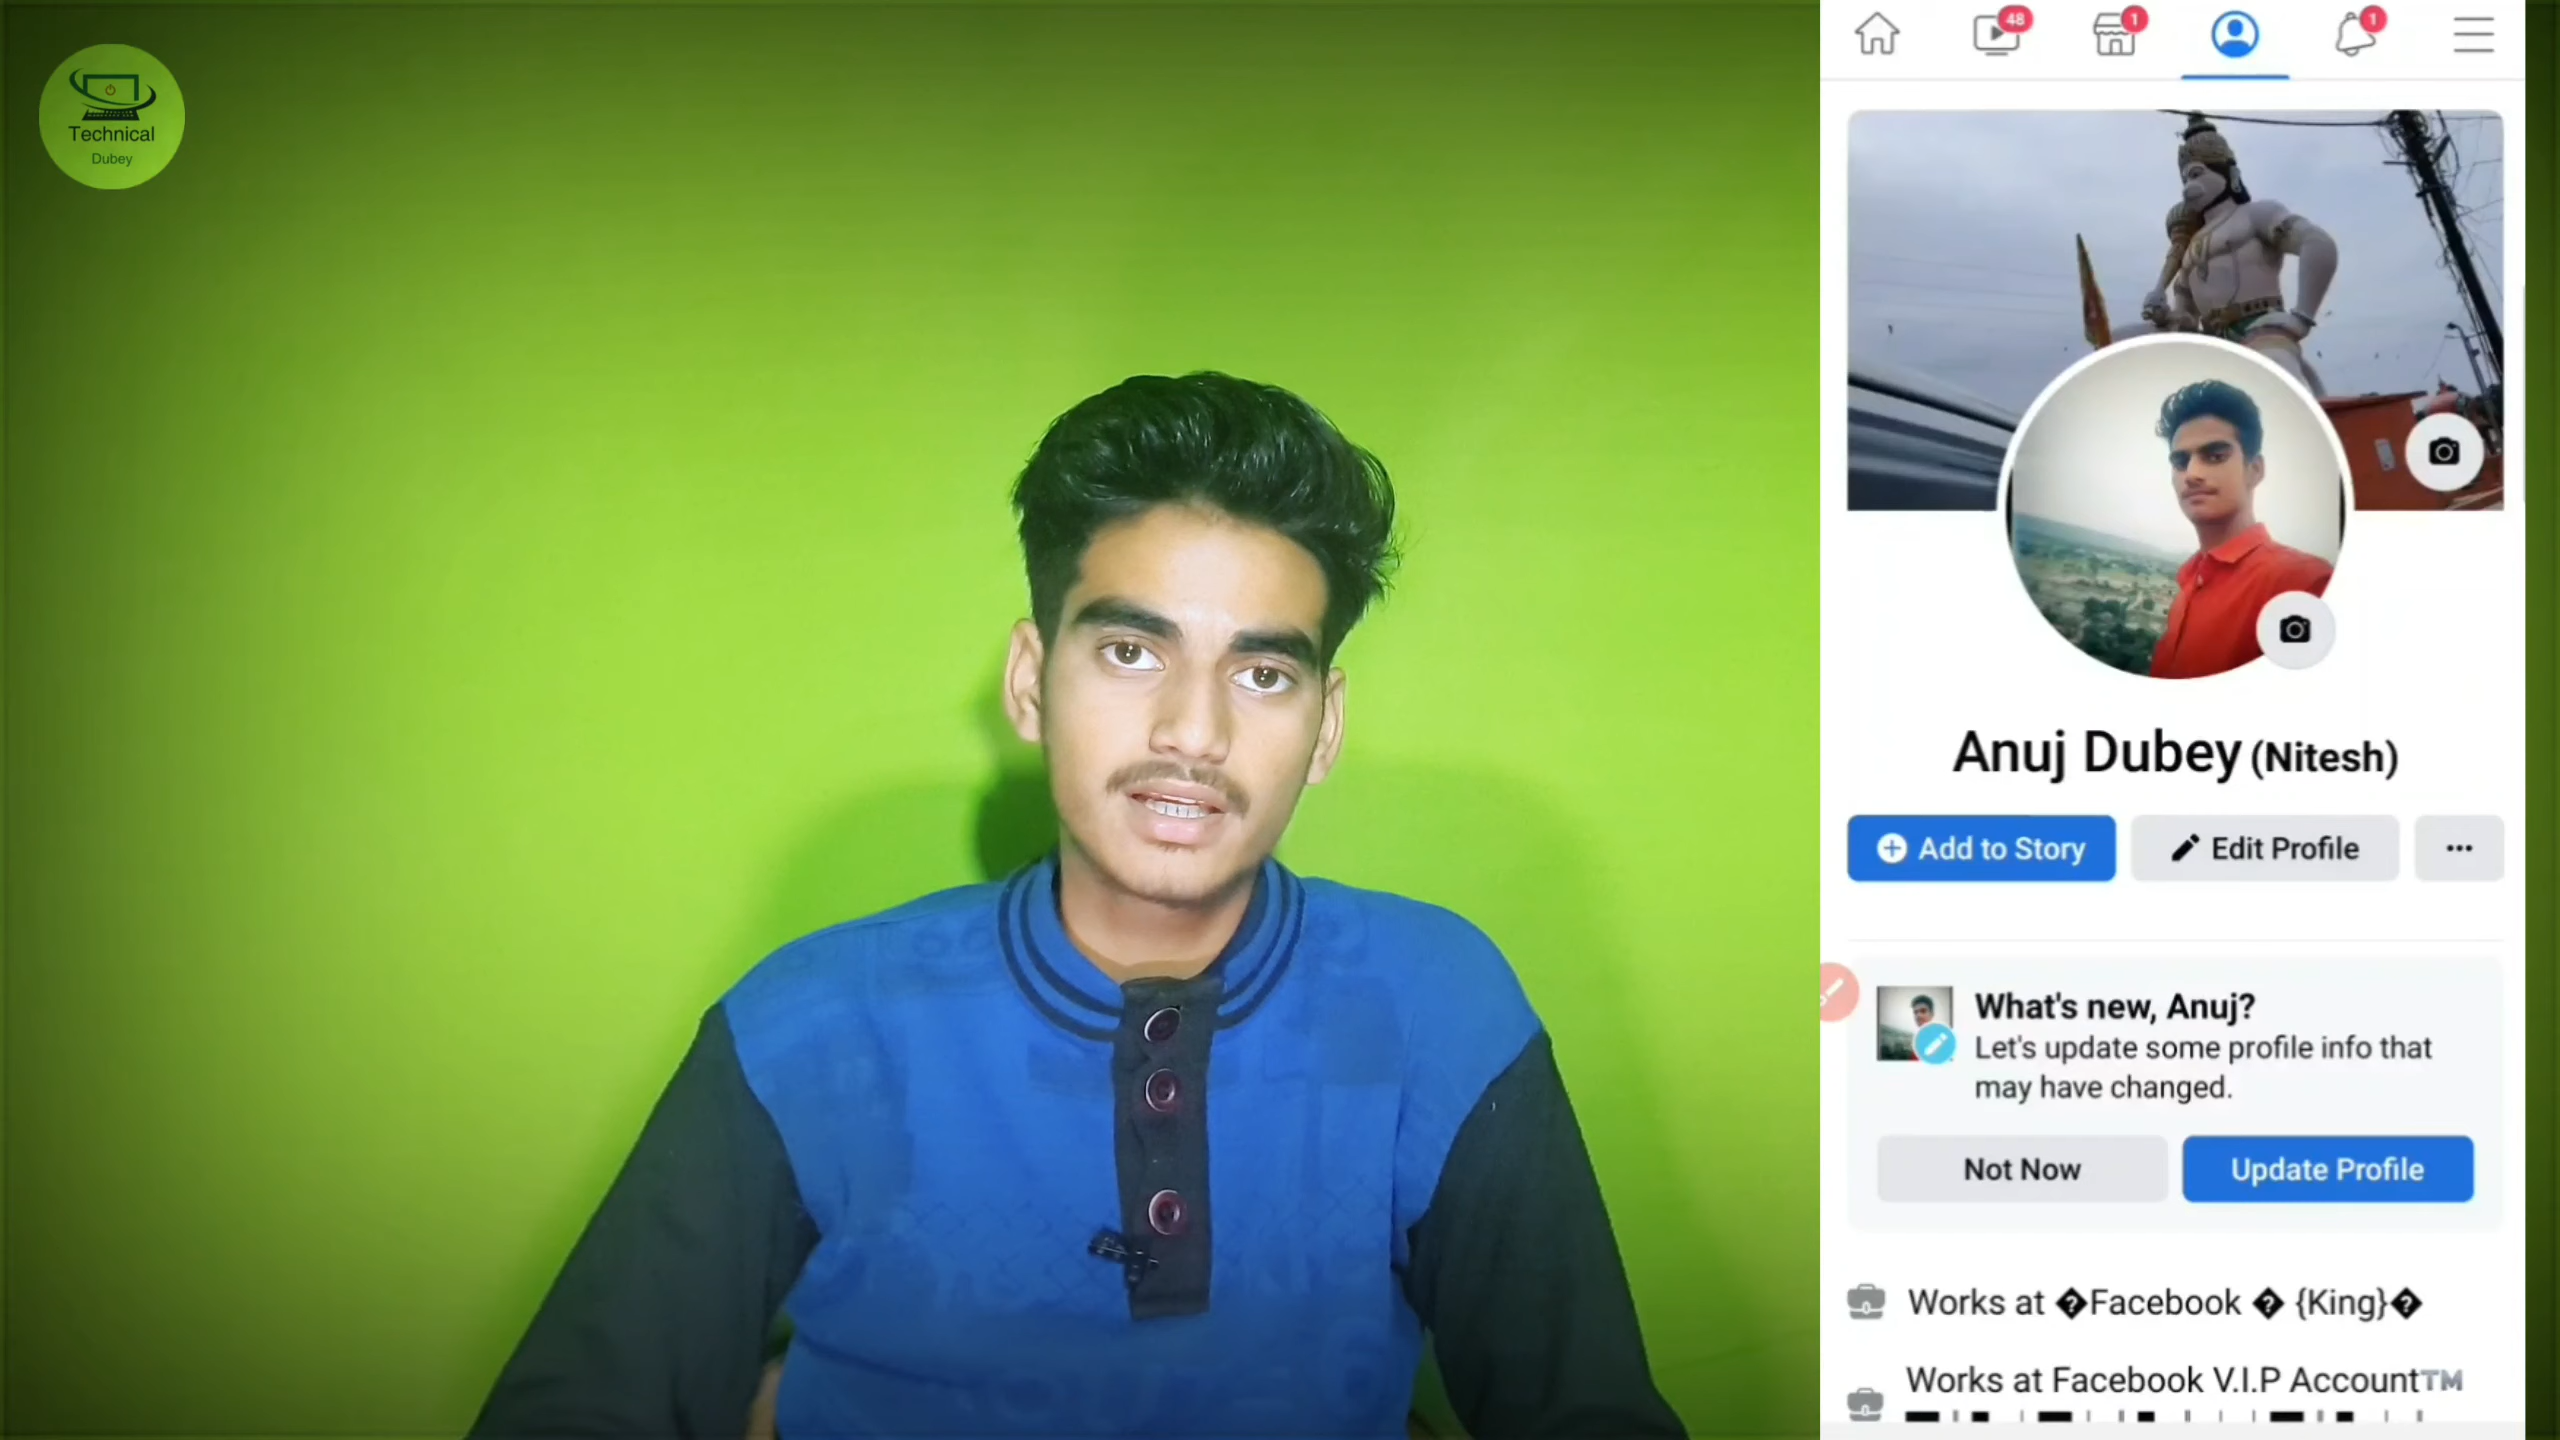 Technical
Dubey
48
1
1
Anuj Dubey (Nitesh)
Add to Story
Edit Profile
What's new, Anuj?
Let's update some profile info that
may have changed.
Not Now
Update Profile
Works at �Facebook � {King}�
Works at Facebook V.I.P Account™